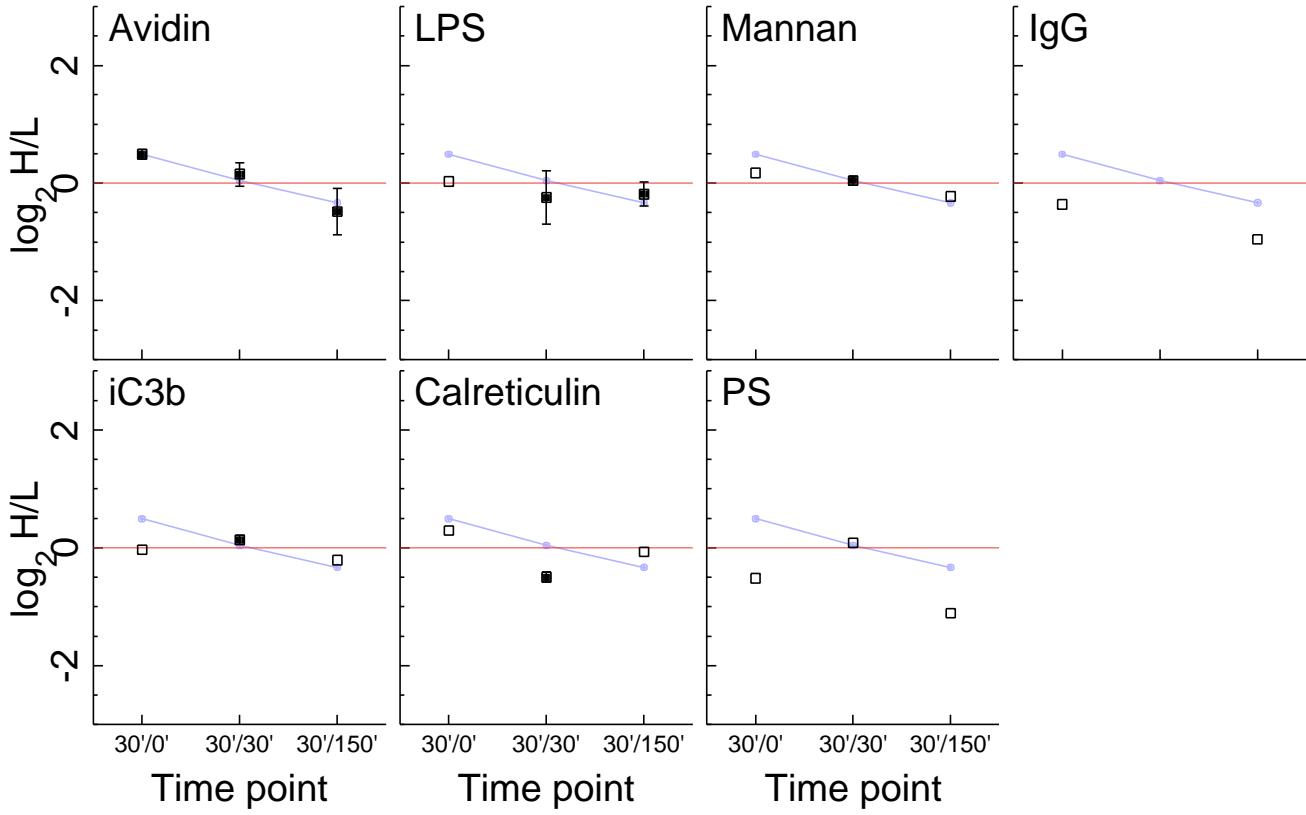 Avidin
LPS
Mannan
IgG
log2 H/L
2
0
-2
iC3b
Calreticulin
PS
log2 H/L
2
0
-2
30'/0' 30'/30' 30'/150'
30'/0' 30'/30' 30'/150'
30'/0' 30'/30' 30'/150'
Time point
Time point
Time point